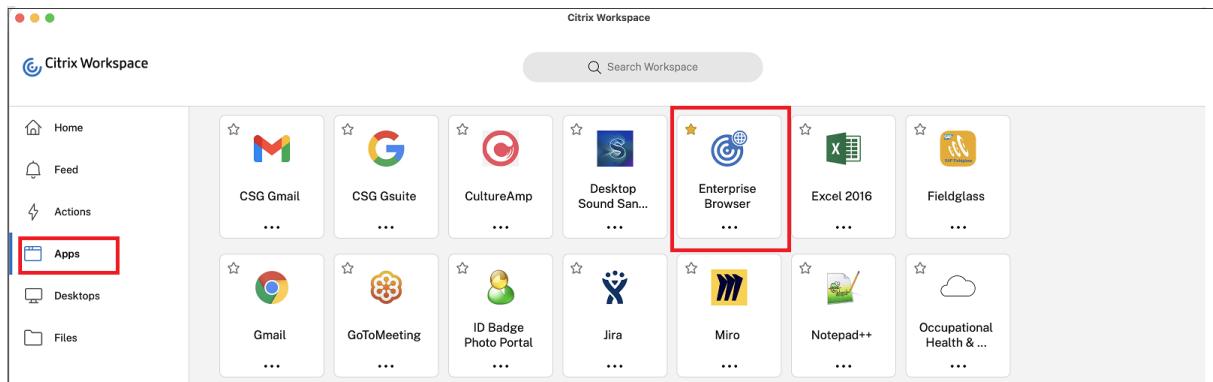 Citrix Workspace
Citrix Workspace
Search Workspace
Home
Feed
Actions
Apps
Desktops
Files
CSG Gmail
CSG Gsuite
CultureAmp
Desktop
Sound San...
Enterprise
Browser
Excel 2016
Fieldglass
Gmail
GoToMeeting
ID Badge
Photo Portal
Jira
Miro
Notepad++
Occupational
Health & ...